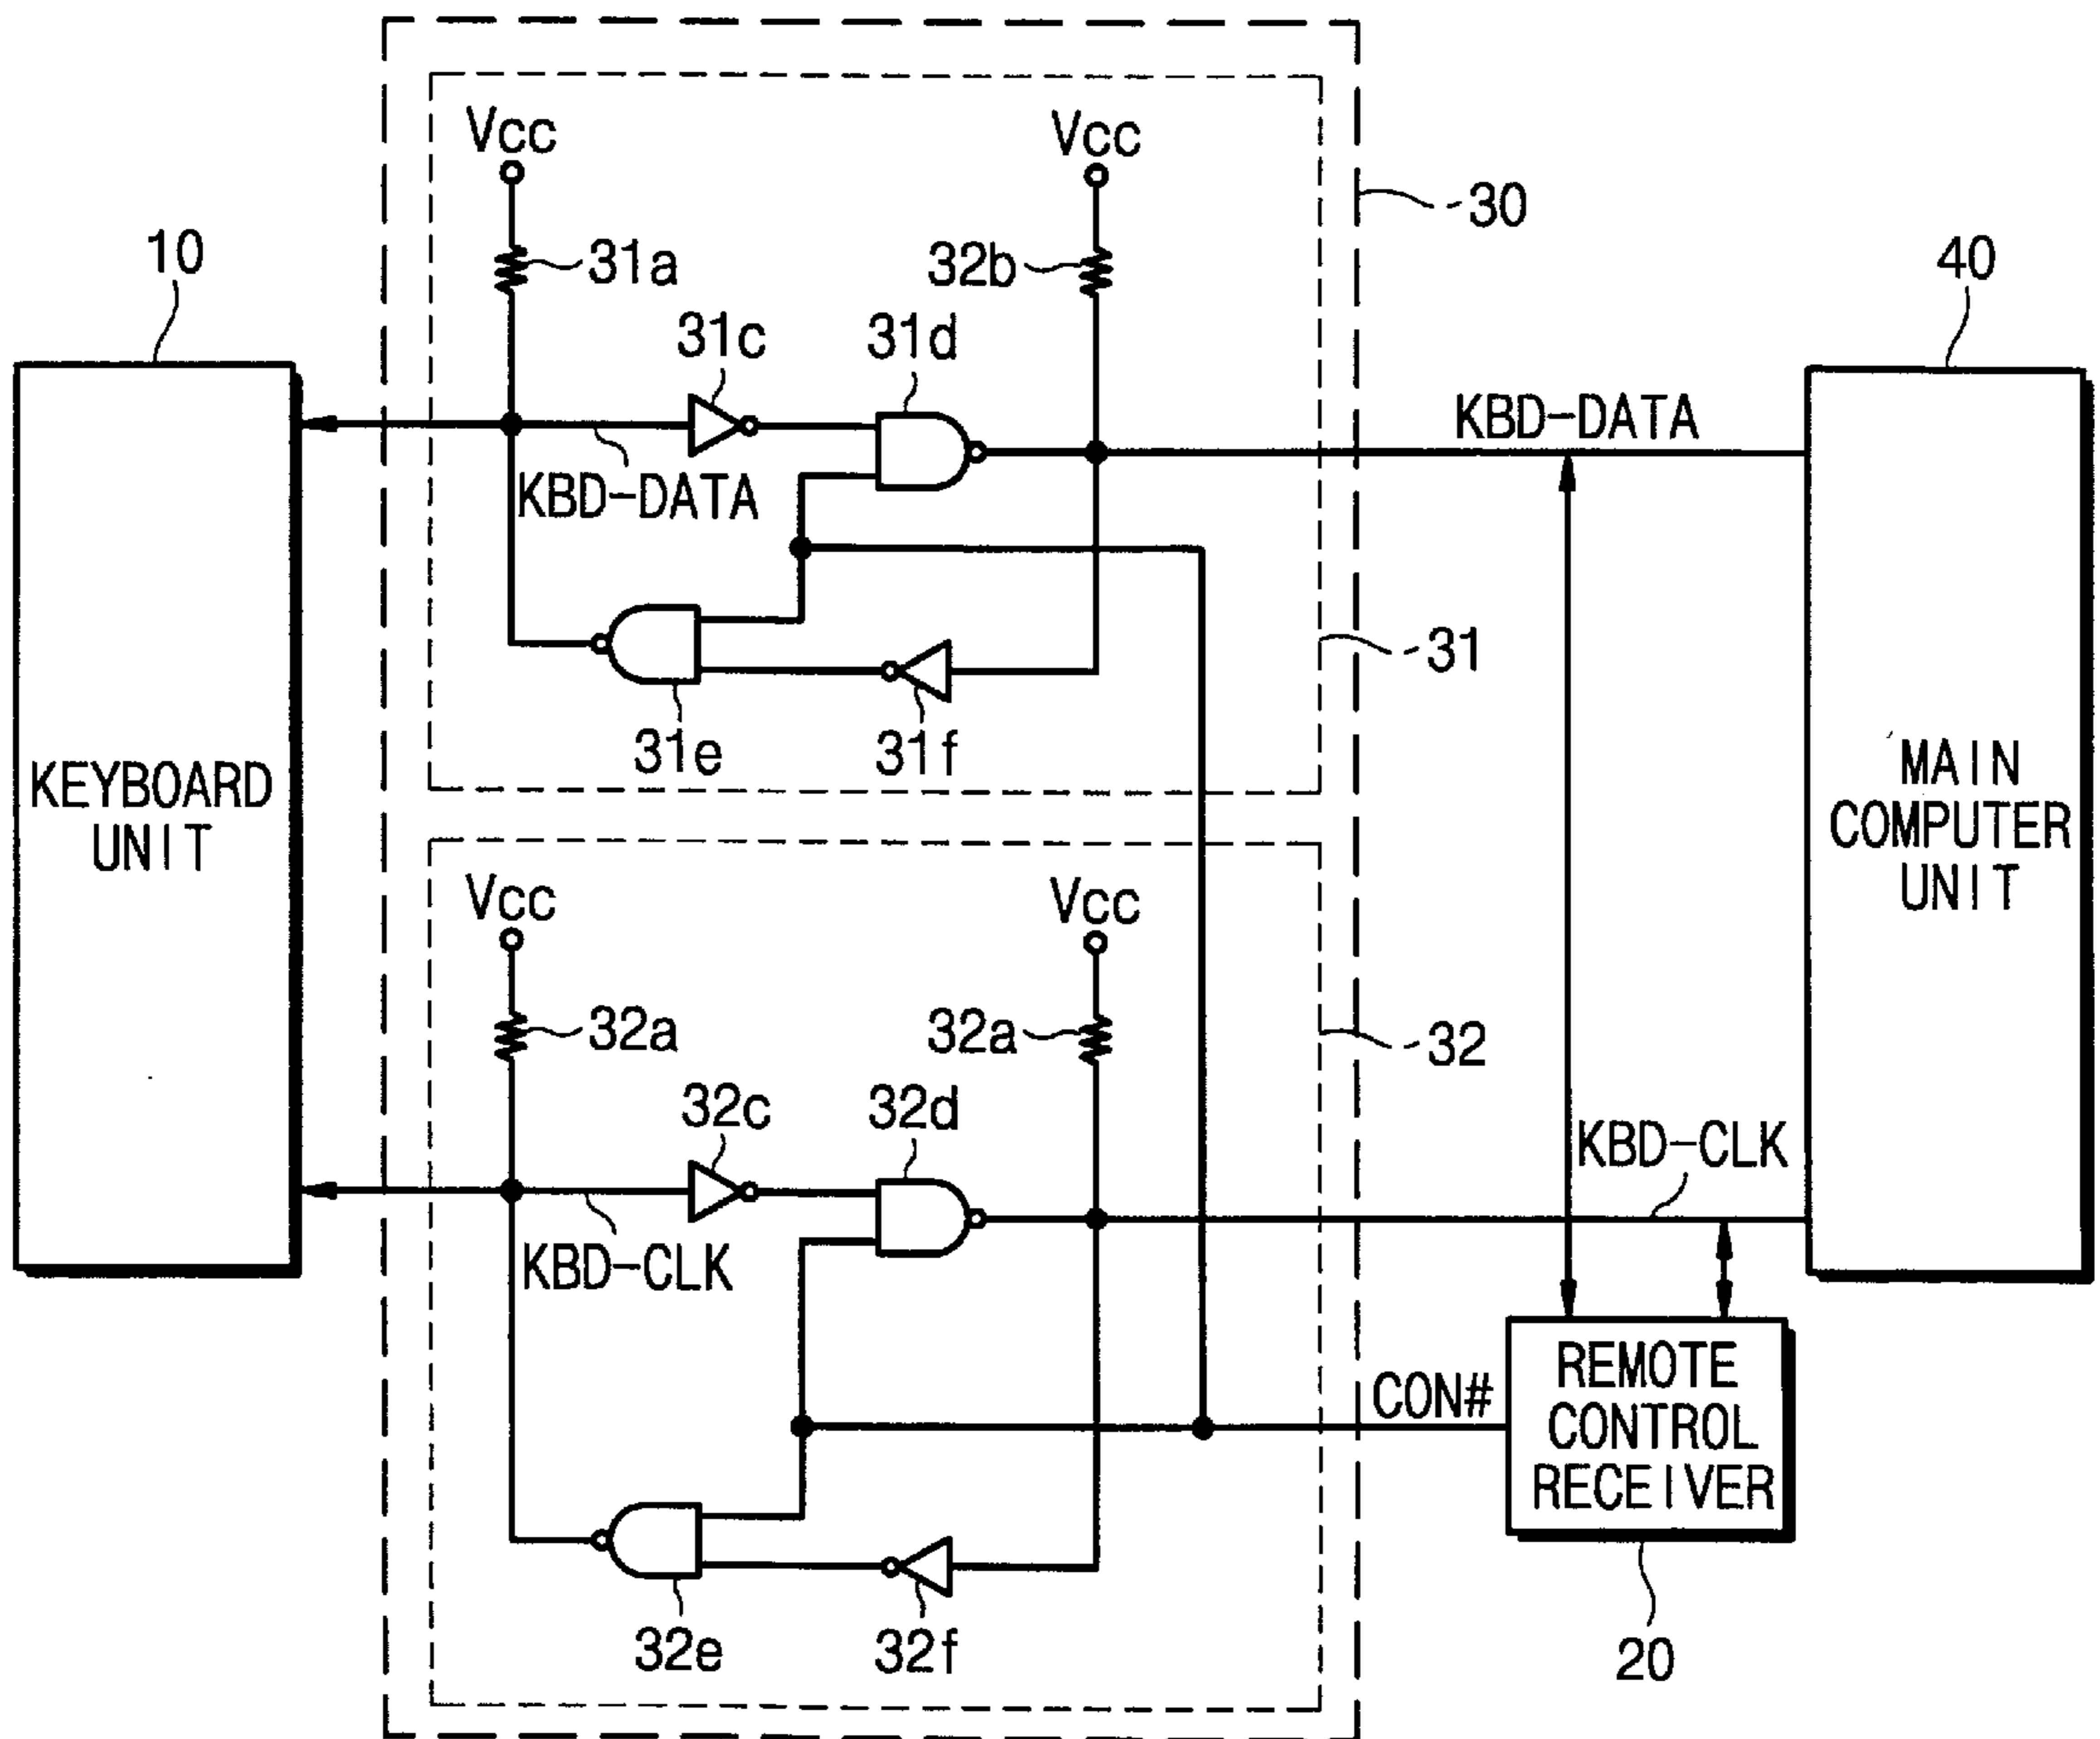 Vcc
Vcc
30
10
31a
32b
40
31c
31d
KBD-DATA
KBD-DATA
31
31e
31f
KEYBOARD
UNIT
MAIN
COMPUTER
UNIT
Vcc
Vcc
32a
32a
32
32c
32d
KBD-CLK
KBD-CLK
CON#
REMOTE
CONTROL
RECEIVER
32e
32f
20